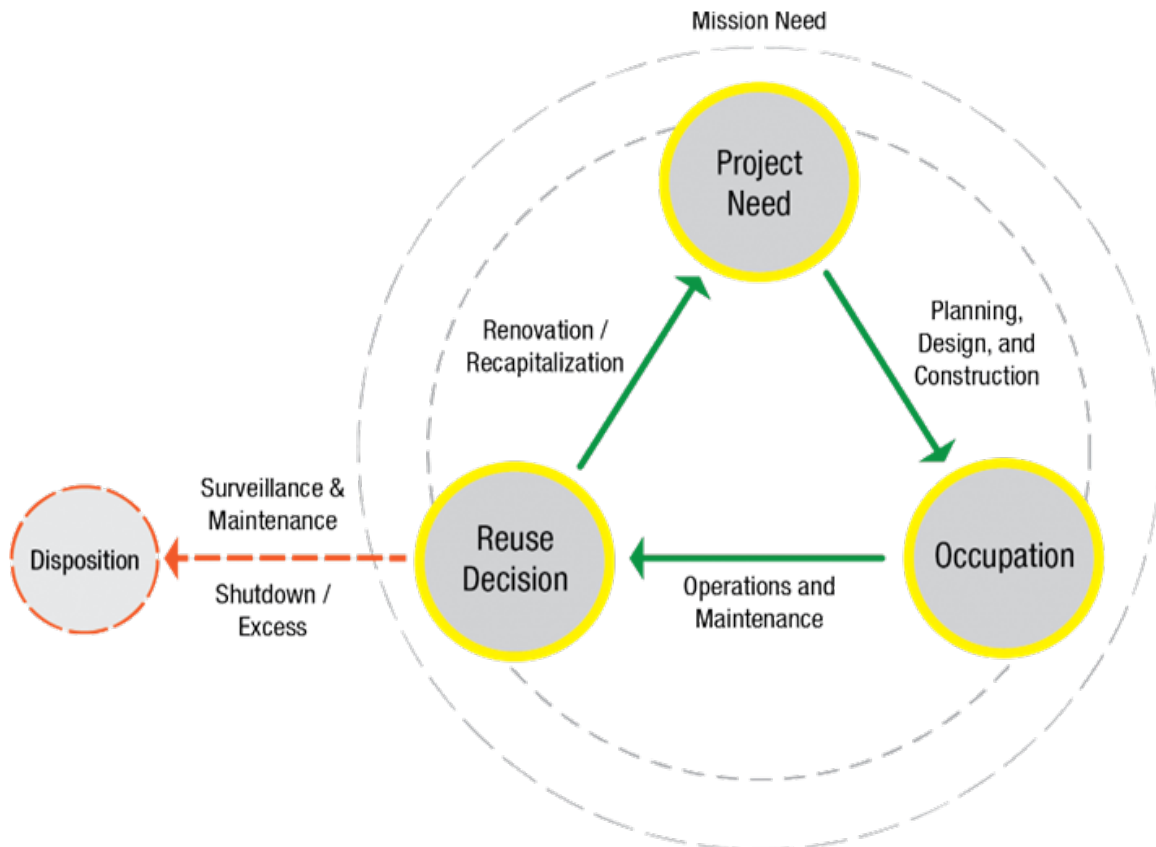 Mission Need
Project
Need
Renovation /
Recapitalization
Planning,
Design, and
Construction
Surveillance &
Maintenance
Disposition
Shutdown /
Excess
Reuse
Decision
Operations and
Maintenance
Occupation